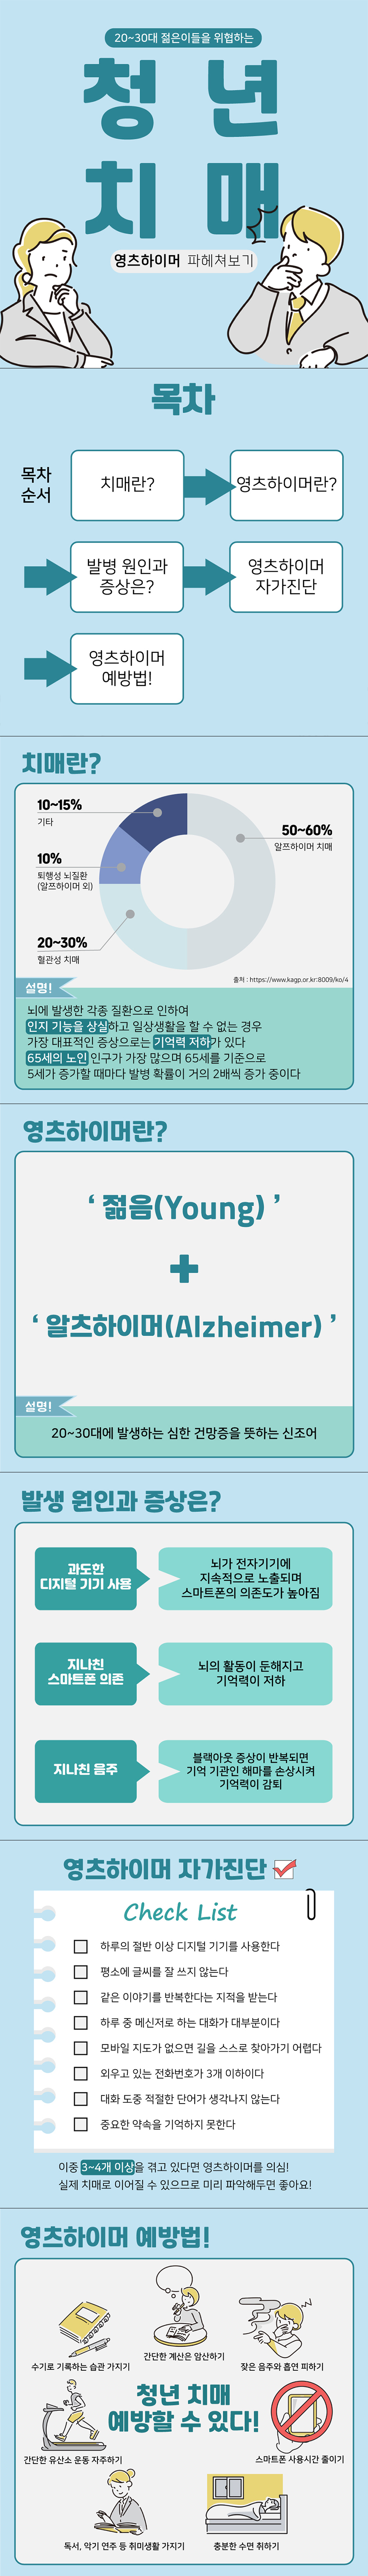 20~30대 젊은이들을 위협하는
청 년
치 매
영츠하이머 파헤쳐보기
목차
목차
순서
치매란?
영츠하이머란?
발병 원인과
증상은?
영츠하이머
자가진단
영츠하이머
예방법!
치매란?
10~15%
기타
50~60%
알쯔하이머 치매
10%
퇴행성 뇌질환
(알쯔하이머 외)
20~30%
혈관성 치매
출처 : https://www.kagp.or.kr:8009/ko/4
설명!
뇌에 발생한 각종 질환으로 인하여
인지 기능을 상실하고 일상생활을 할 수 없는 경우
가장 대표적인 증상으로는 기억력 저하가 있다
65세의 노인 인구가 가장 많으며 65세를 기준으로
5세가 증가할 때마다 발병 확률이 거의 2배씩 증가 중이다
영츠하이머란?
‘ 젊음(Young) ’
+
‘ 알츠하이머(Alzheimer) ’
설명!
20~30대에 발생하는 심한 건망증을 뜻하는 신조어
발생 원인과 증상은?
과도한
디지털 기기 사용
뇌가 전자기기에
지속적으로 노출되며
스마트폰의 의존도가 높아짐
지나친
스마트폰 의존
뇌의 활동이 둔해지고
기억력이 저하
지나친 음주
블랙아웃 증상이 반복되면
기억 기관인 해마를 손상시켜
기억력이 감퇴
영츠하이머 자가진단
Check List
하루의 절반 이상 디지털 기기를 사용한다
평소에 글씨를 잘 쓰지 않는다
같은 이야기를 반복한다는 지적을 받는다
하루 중 메신저로 하는 대화가 대부분이다
모바일 지도가 없으면 길을 스스로 찾아가기 어렵다
외우고 있는 전화번호가 3개 이하이다
대화 도중 적절한 단어가 생각나지 않는다
중요한 약속을 기억하지 못한다
이중 3~4개 이상을 겪고 있다면 영츠하이머를 의심!
실제 치매로 이어질 수 있으므로 미리 파악해두면 좋아요!
영츠하이머 예방법!
간단한 계산은 암산하기
수기로 기록하는 습관 가지기
잦은 음주와 흡연 피하기
청년 치매
예방할 수 있다!
간단한 유산소 운동 자주하기
스마트폰 사용시간 줄이기
독서, 악기 연주 등 취미생활 가지기
충분한 수면 취하기